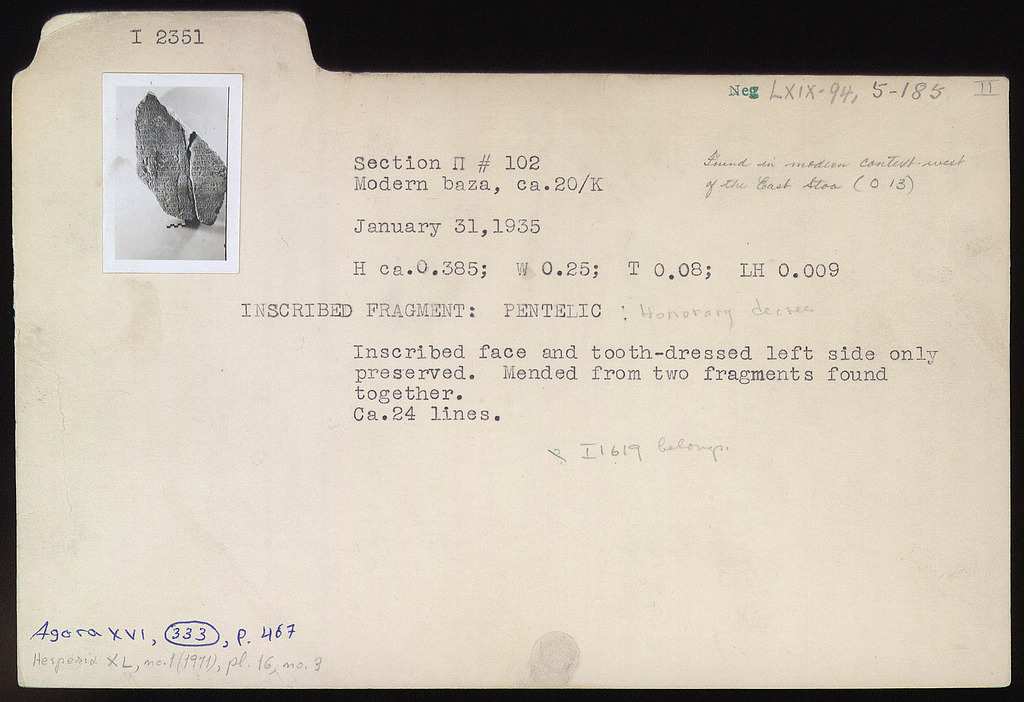 I 2351
Neg LXIX-94, 5-185 II
Section Π # 102
Modern baza, ca.20/K
Found in modern context west
of the East Stoa (O 13)
January 31,1935
H ca.0.385; W 0.25; T 0.08; LH 0.009
INSCRIBED FRAGMENT: PENTELIC : Honorary decree
Inscribed face and tooth-dressed left side only
preserved. Mended from two fragments found
together.
Ca.24 lines.
I 1619 belongs.
Agora XVI, 333, p. 467
Hesperia XL, no.1(1971), pl. 16, no. 3